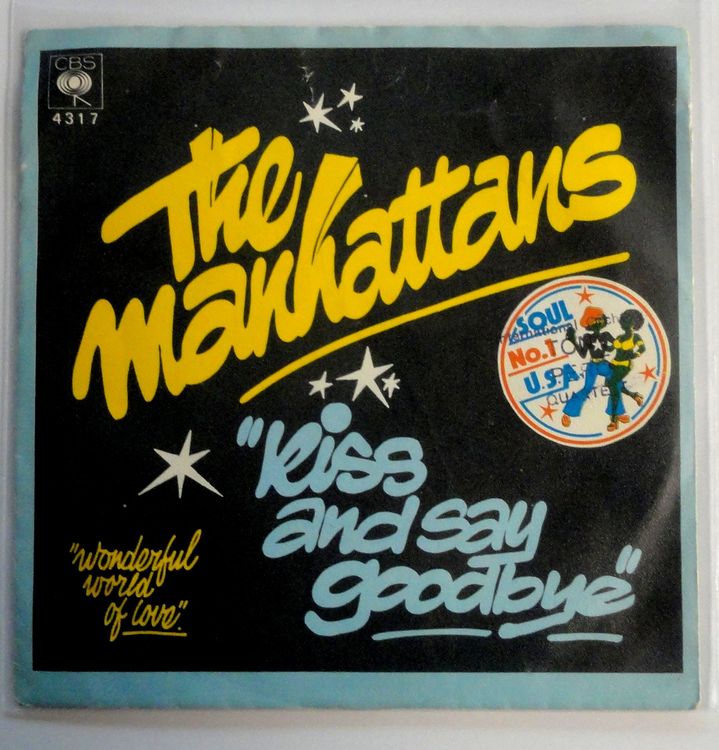 CBS
4317
The
Manhattans
SOUL
No.1
U.S.A.
"Kiss
and say
goodbye"
"wonderful
world
of love".